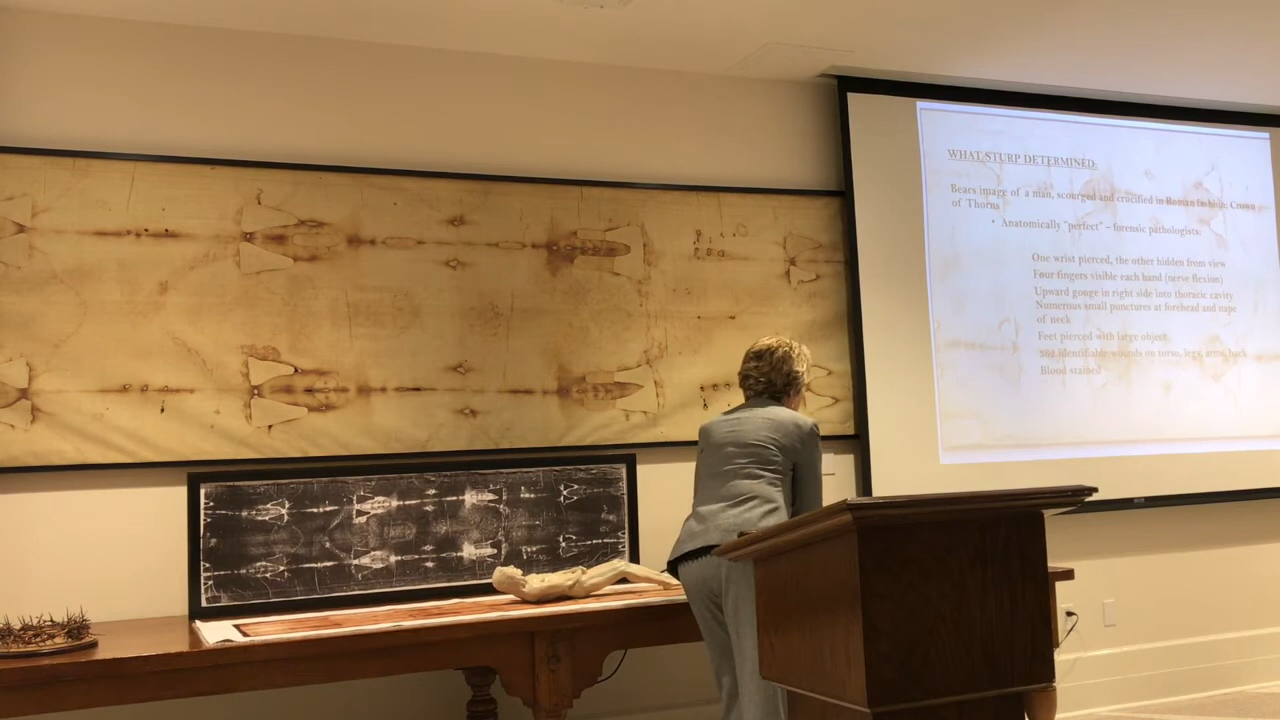 WHAT STURP DETERMINED:
Bears image of a man, scourged and crucified in Roman fashion; Crown
of Thorns
• Anatomically "perfect" – forensic pathologists:
One wrist pierced, the other hidden from view
Four fingers visible each hand (nerve flexion)
Upward gouge in right side into thoracic cavity
Numerous small punctures at forehead and nape
of neck
Feet pierced with large object
identifiable wounds on torso, legs, arms, back
Blood stained